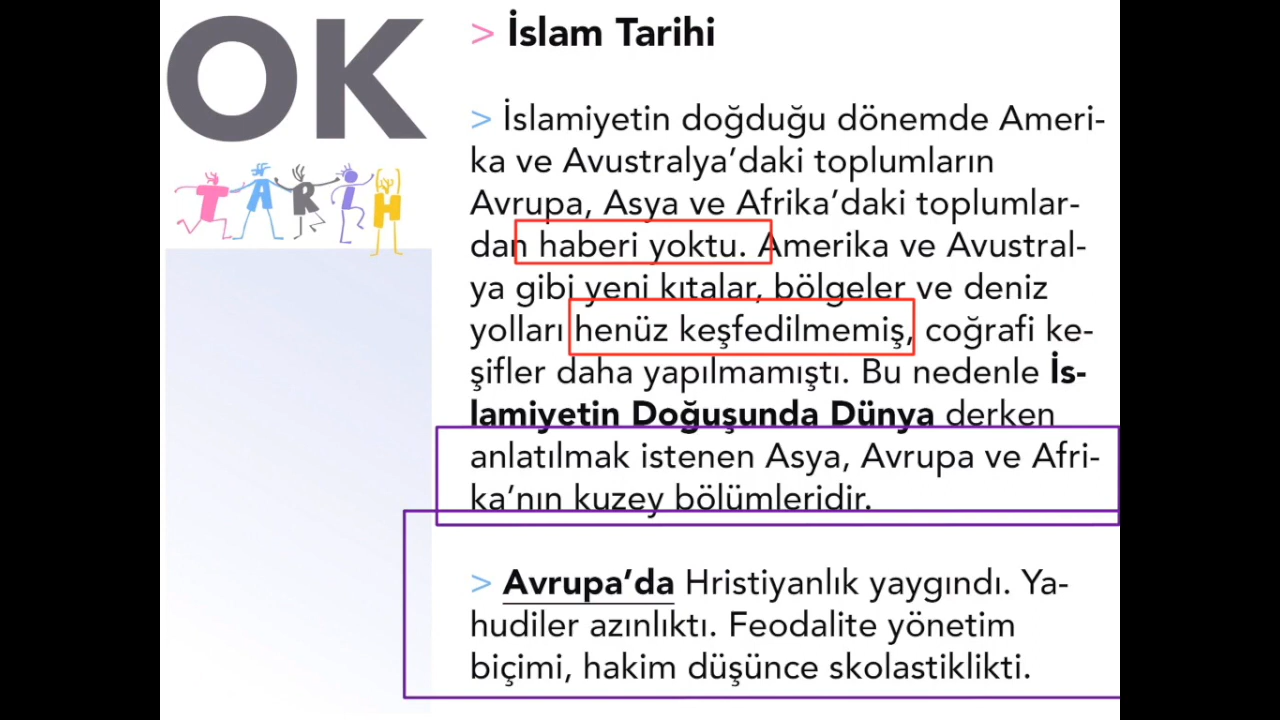 OK
TARİH
> İslam Tarihi
> İslamiyetin doğduğu dönemde Ameri-
ka ve Avustralya’daki toplumların
Avrupa, Asya ve Afrika’daki toplumlar-
dan haberi yoktu. Amerika ve Avustral-
ya gibi yeni kıtalar, bölgeler ve deniz
yolları henüz keşfedilmemiş, coğrafi ke-
şifler daha yapılmamıştı. Bu nedenle İs-
lamiyetin Doğuşunda Dünya derken
anlatılmak istenen Asya, Avrupa ve Afri-
ka’nın kuzey bölümleridir.
> Avrupa’da Hristiyanlık yaygındı. Ya-
hudiler azınlıktı. Feodalite yönetim
biçimi, hakim düşünce skolastiklikti.